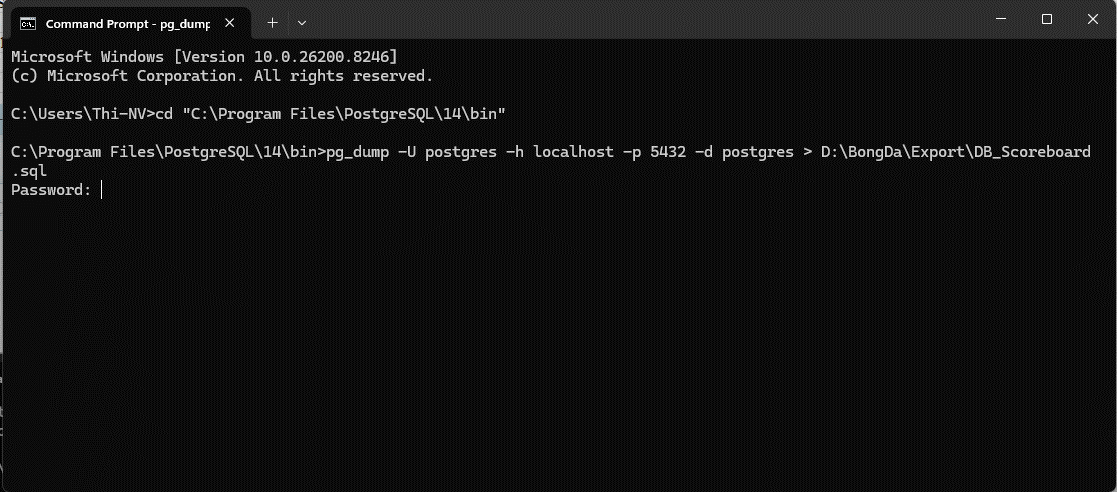 Command Prompt - pg_dump
Microsoft Windows [Version 10.0.26200.8246]
(c) Microsoft Corporation. All rights reserved.
C:\Users\Thi-NV>cd "C:\Program Files\PostgreSQL\14\bin"
C:\Program Files\PostgreSQL\14\bin>pg_dump -U postgres -h localhost -p 5432 -d postgres > D:\BongDa\Export\DB_Scoreboard
.sql
Password: